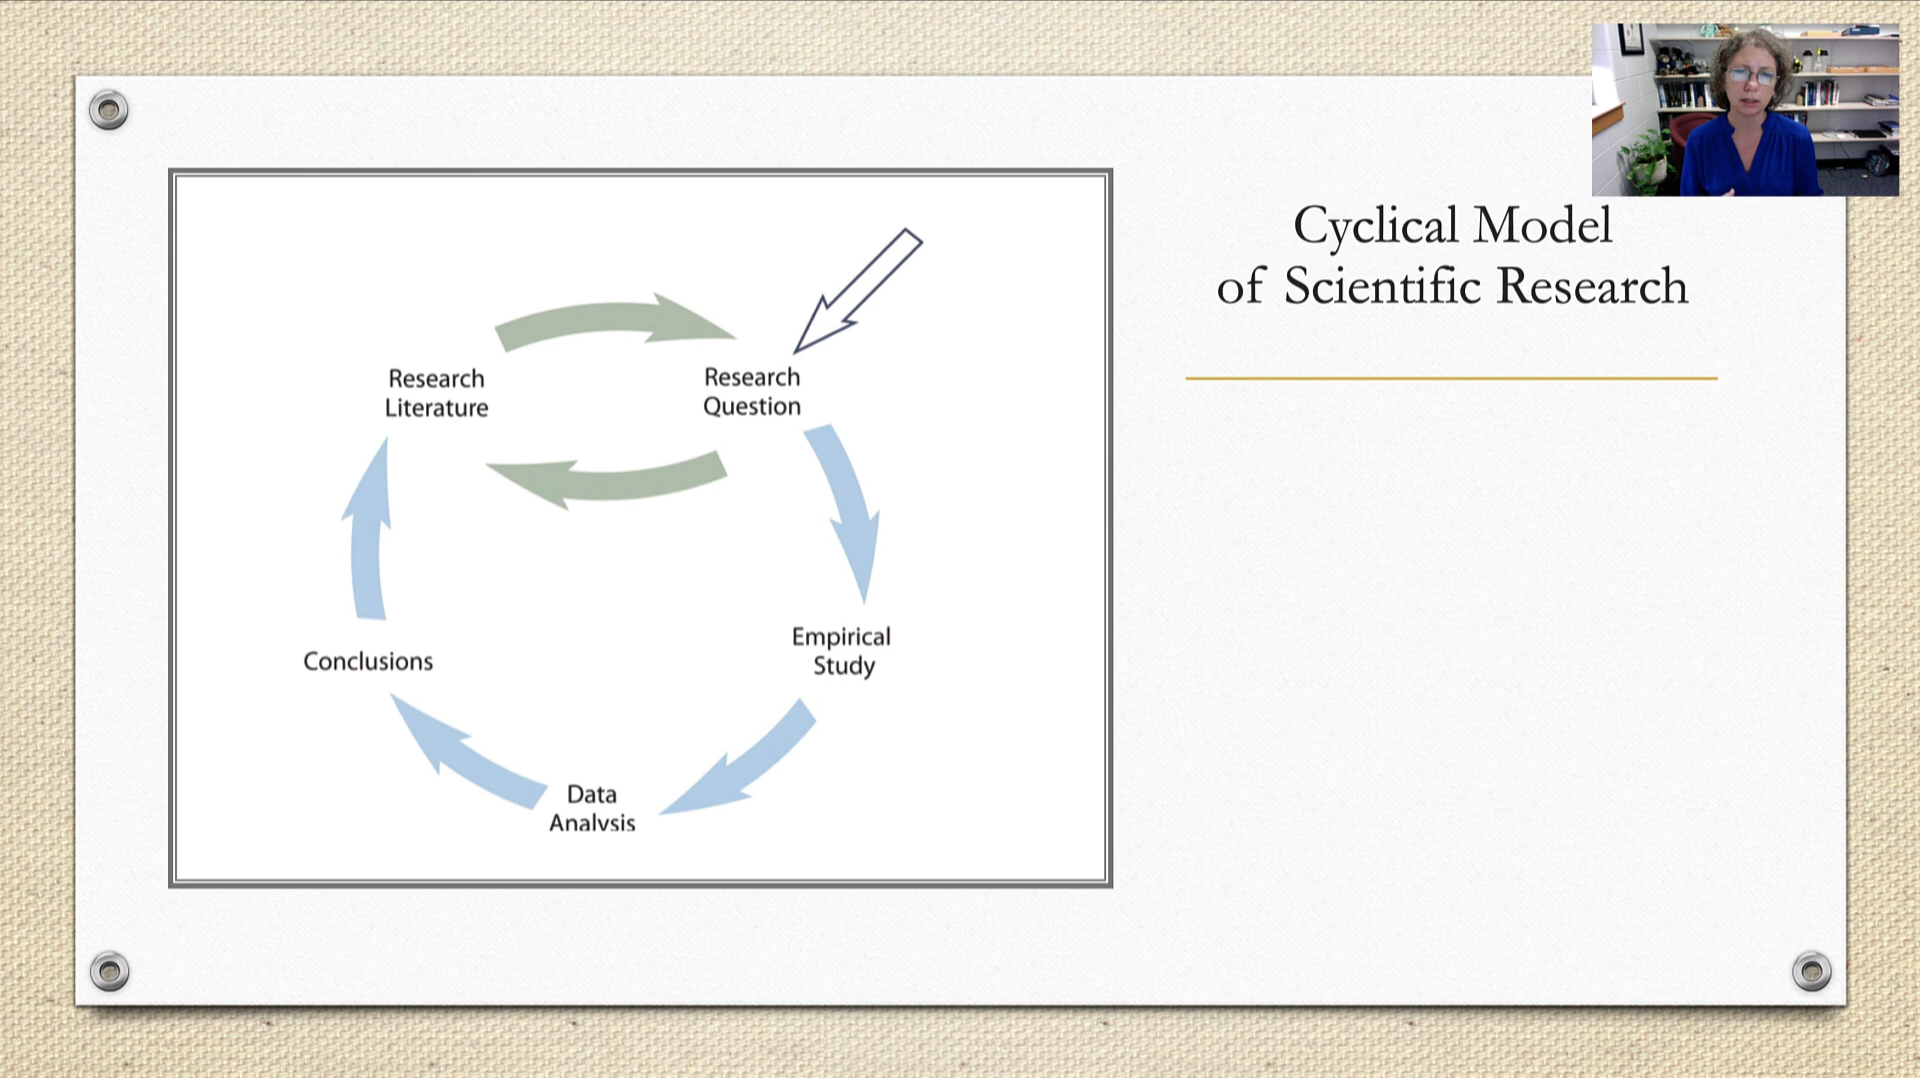 Cyclical Model
of Scientific Research
Research
Literature
Research
Question
Empirical
Study
Data
Analysis
Conclusions